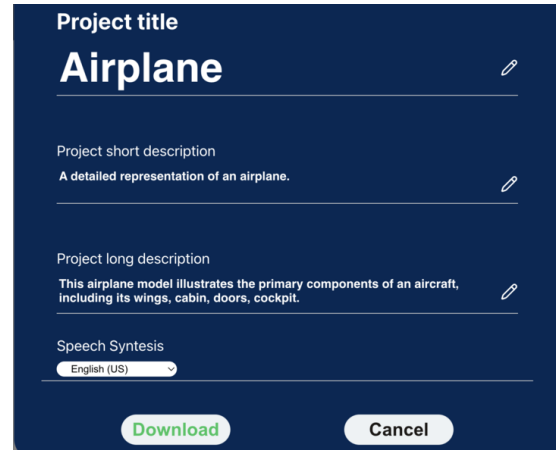 Project title
Airplane
Project short description
A detailed representation of an airplane.
Project long description
This airplane model illustrates the primary components of an aircraft,
including its wings, cabin, doors, cockpit.
Speech Syntesis
English (US)
Download
Cancel